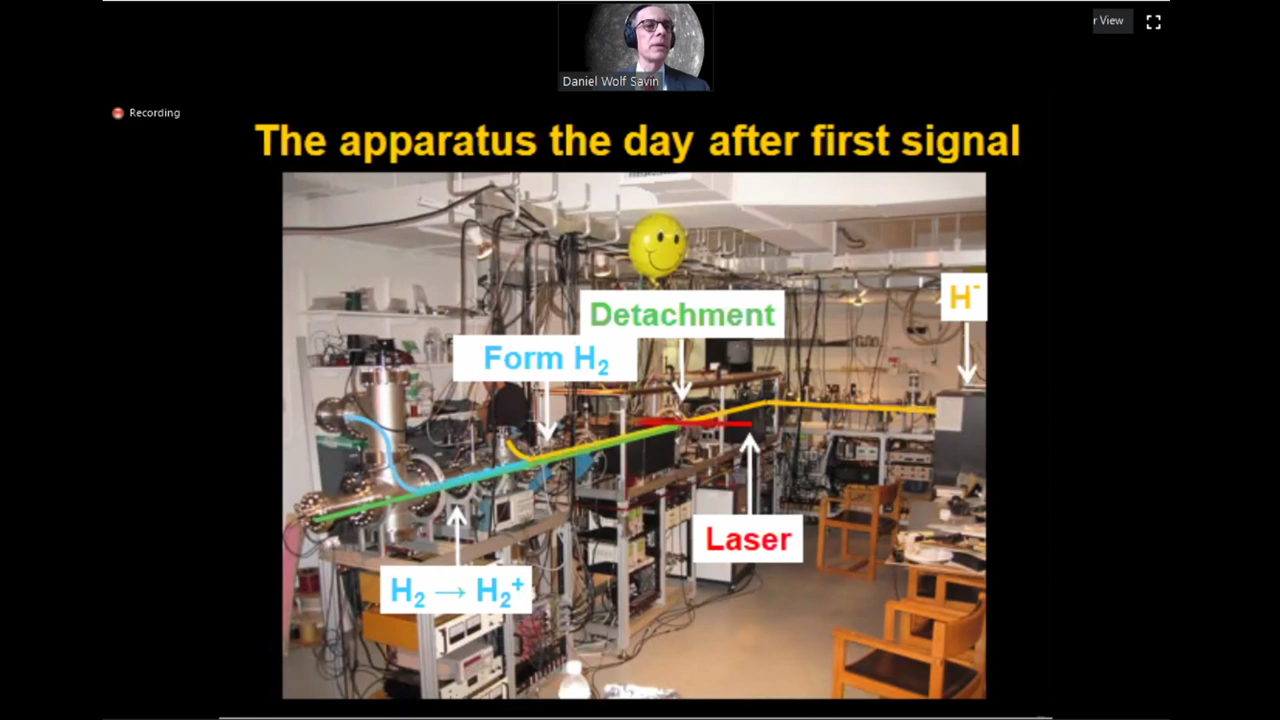 r View
Daniel Wolf Savin
Recording
The apparatus the day after first signal
H⁻
Detachment
Form H₂
Laser
H₂ → H₂⁺